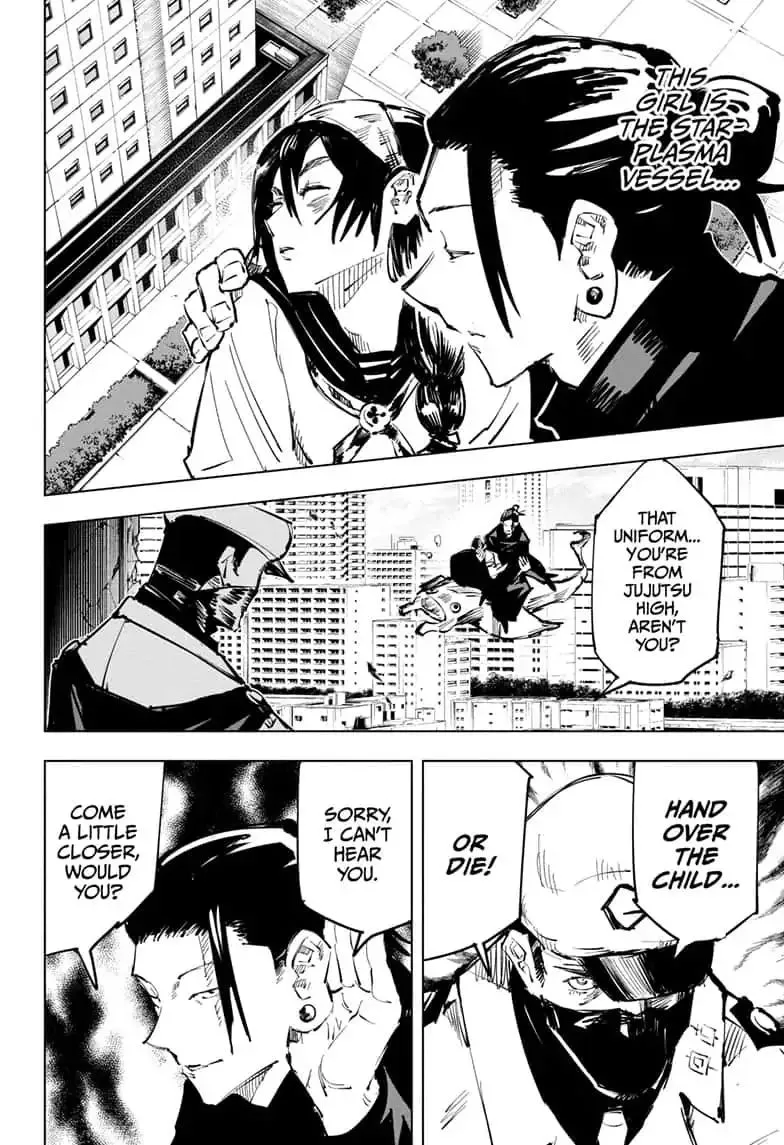 THIS
GIRL IS
THE STAR-
PLASMA
VESSEL...
THAT
UNIFORM...
YOU'RE
FROM
JUJUTSU
HIGH,
AREN'T
YOU?
HAND
OVER
THE
CHILD...
OR
DIE!
SORRY,
I CAN'T
HEAR
YOU.
COME
A LITTLE
CLOSER,
WOULD
YOU?